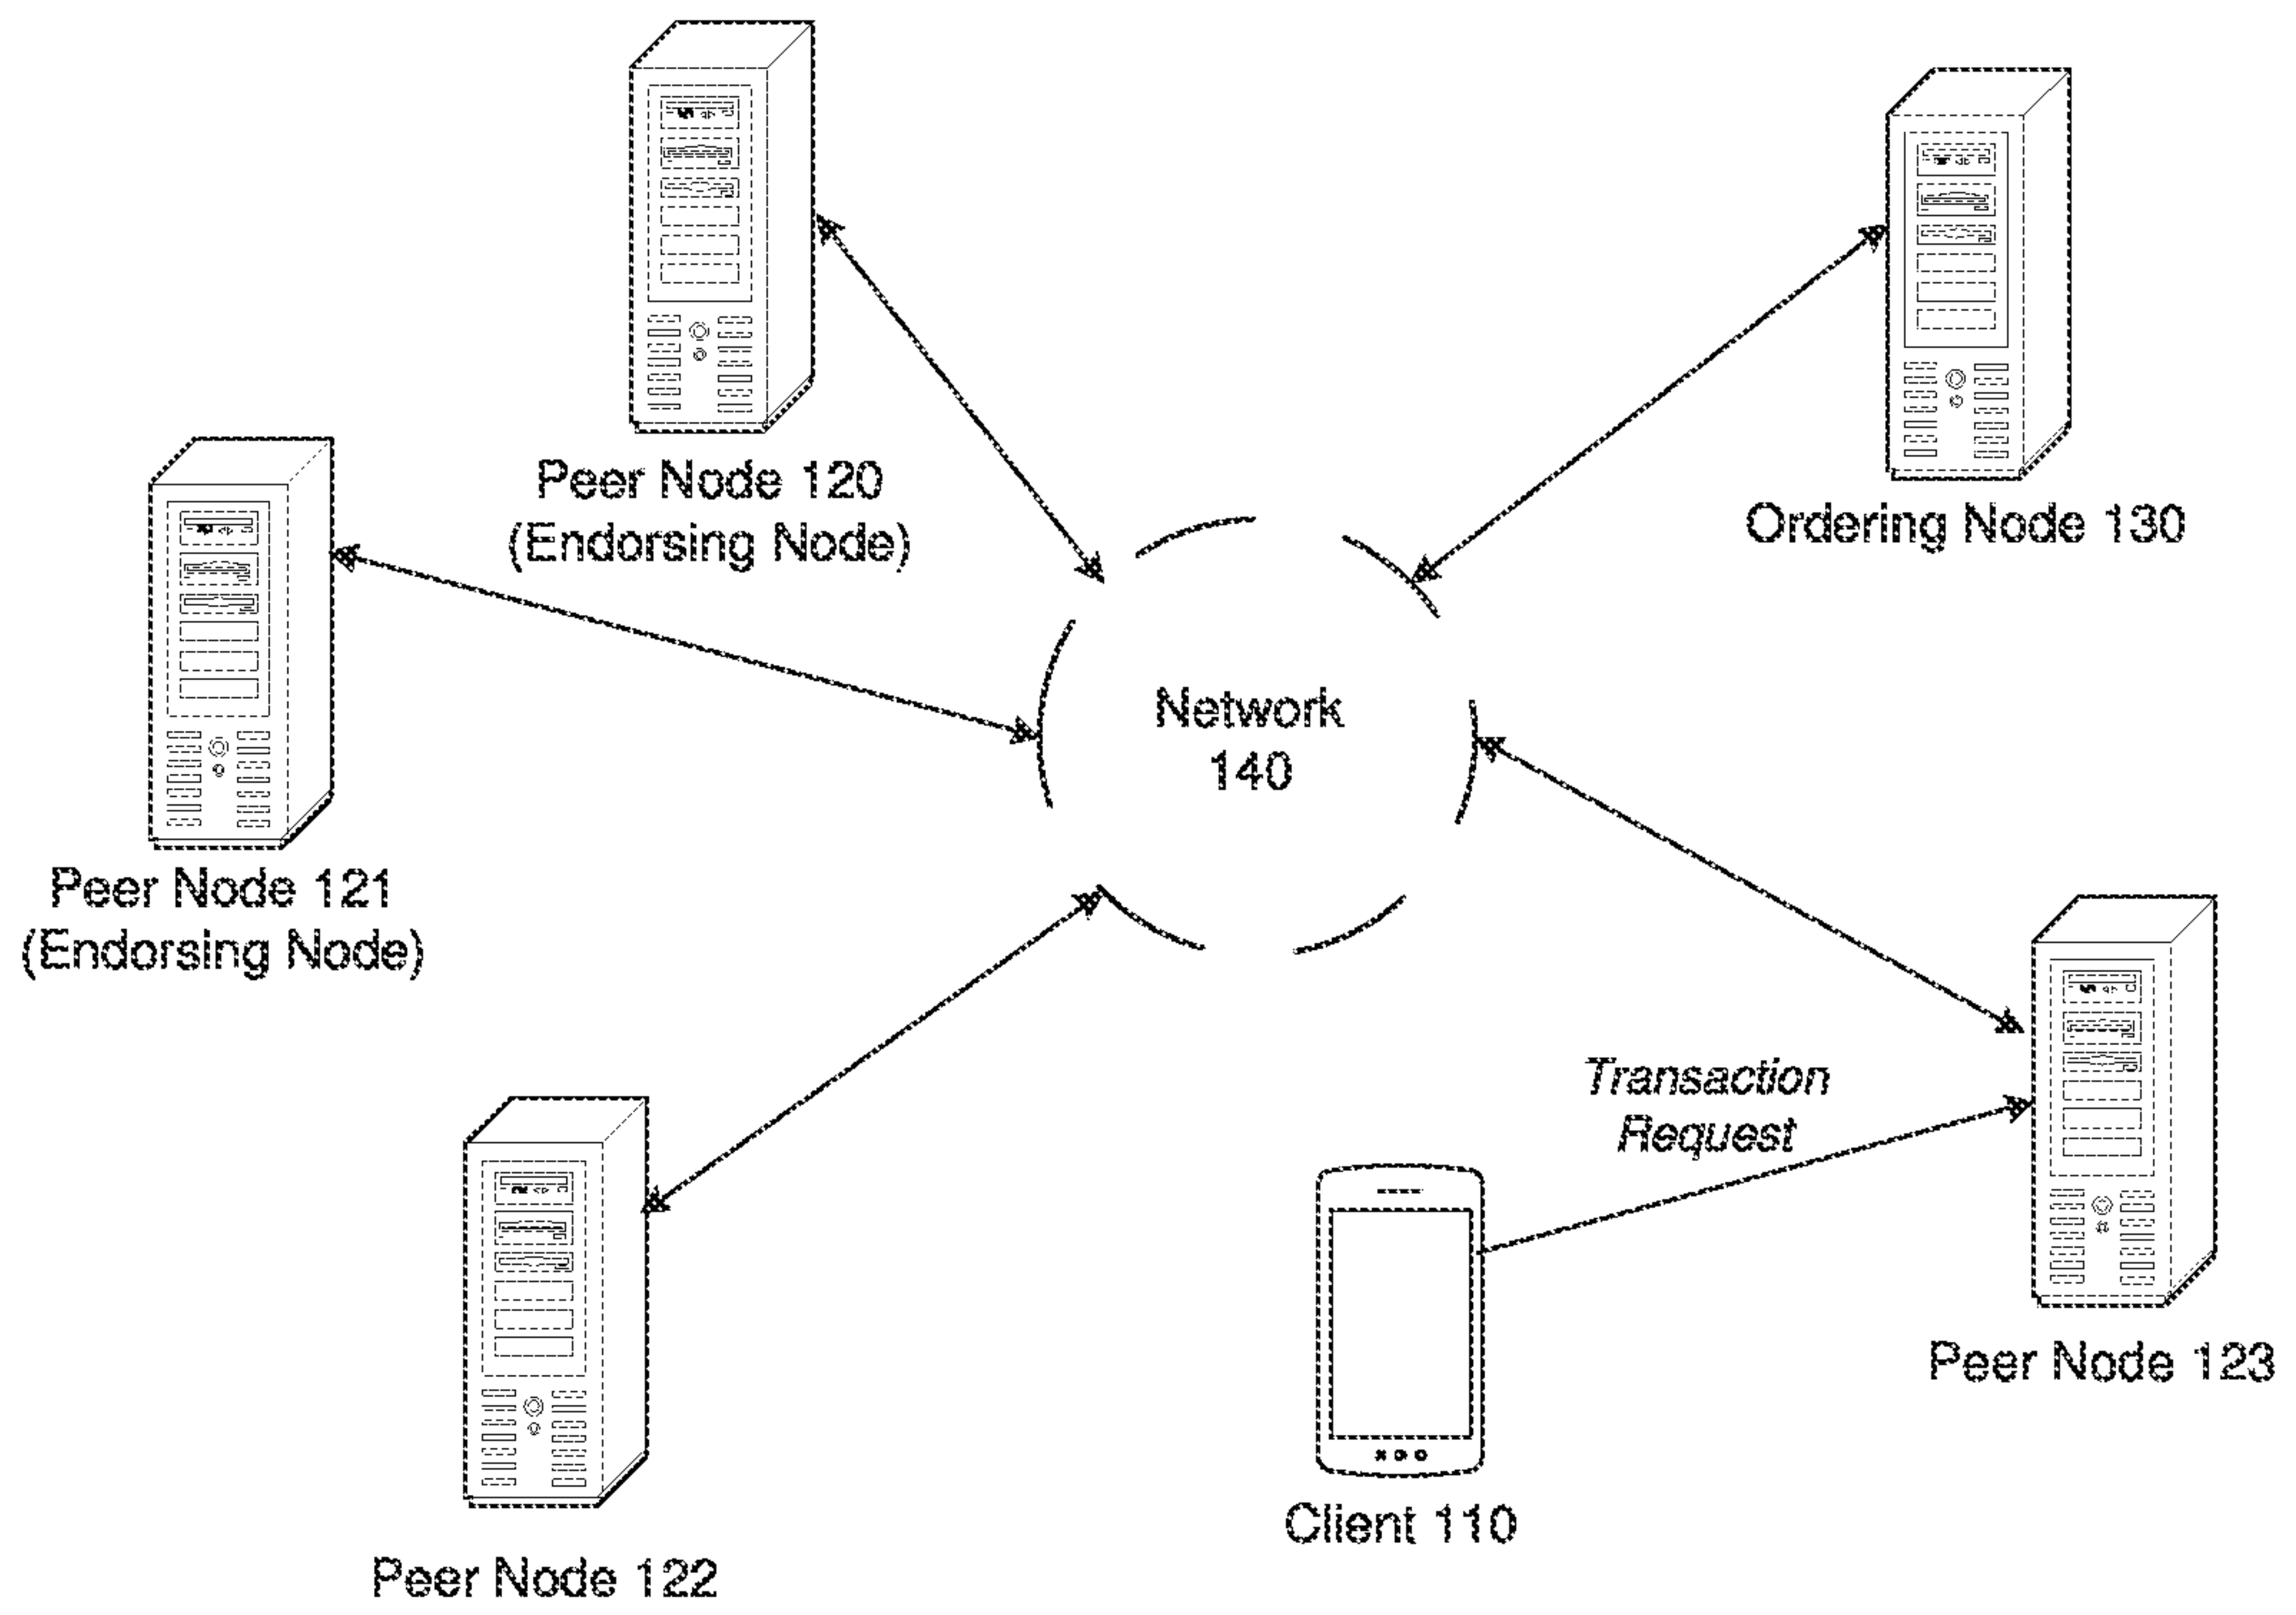 Peer Node 120
(Endorsing Node)
Ordering Node 130
Peer Node 121
(Endorsing Node)
Network
140
Transaction
Request
Peer Node 123
Client 110
Peer Node 122